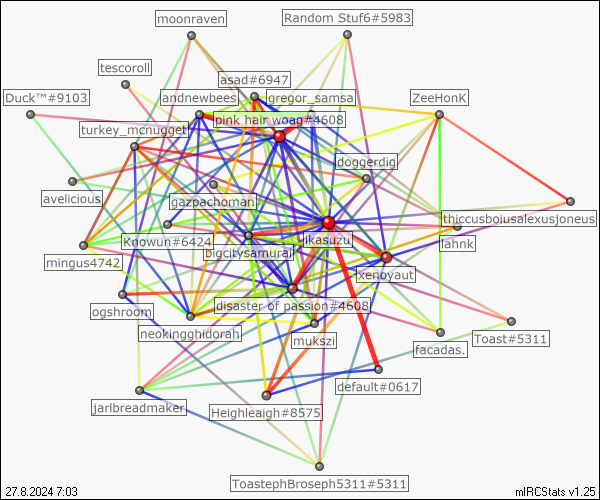 moonraven
Random Stuf6#5983
tescoroll
asad#6947
Duck™#9103
andnewbees
gregor_samsa
ZeeHonK
pink hair woag#4608
turkey_mcnugget
doggerdig
avelicious
gazpachoman
thiccusboiusalexusjoneus
Knowun#6424
ikasuzu
lahnk
bigcitysamurai
mingus4742
xenoyaut
ogshroom
disaster of passion#4608
neokingghidorah
mukszi
facadas.
Toast#5311
default#0617
jarlbreadmaker
Heighleaigh#8575
ToastephBroseph5311#5311
27.8.2024 7:03
mIRCStats v1.25